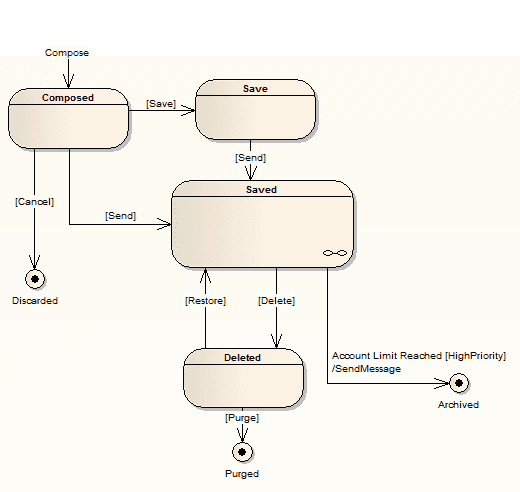 Compose
Composed
Save
[Save]
[Send]
Saved
[Cancel]
[Send]
Discarded
[Restore]
[Delete]
Deleted
Account Limit Reached [HighPriority]
/SendMessage
Archived
[Purge]
Purged